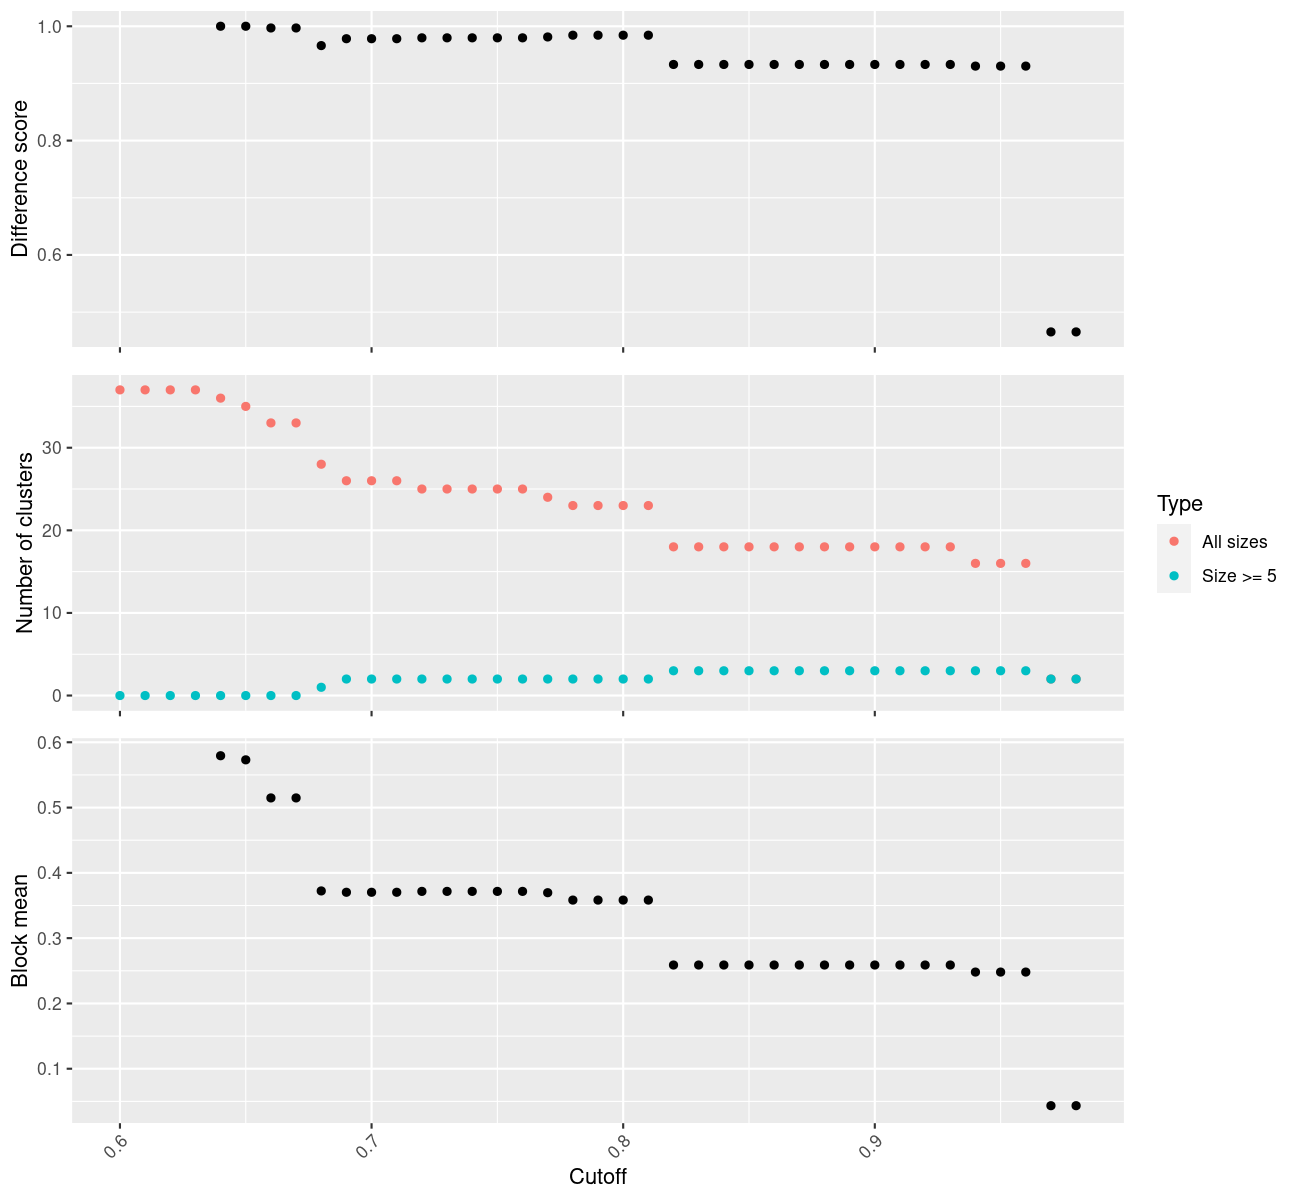 Difference score
1.0
0.8
0.6
Number of clusters
30
20
10
0
Type
All sizes
Size >= 5
Block mean
0.6
0.5
0.4
0.3
0.2
0.1
0.6 0.7 0.8 0.9
Cutoff